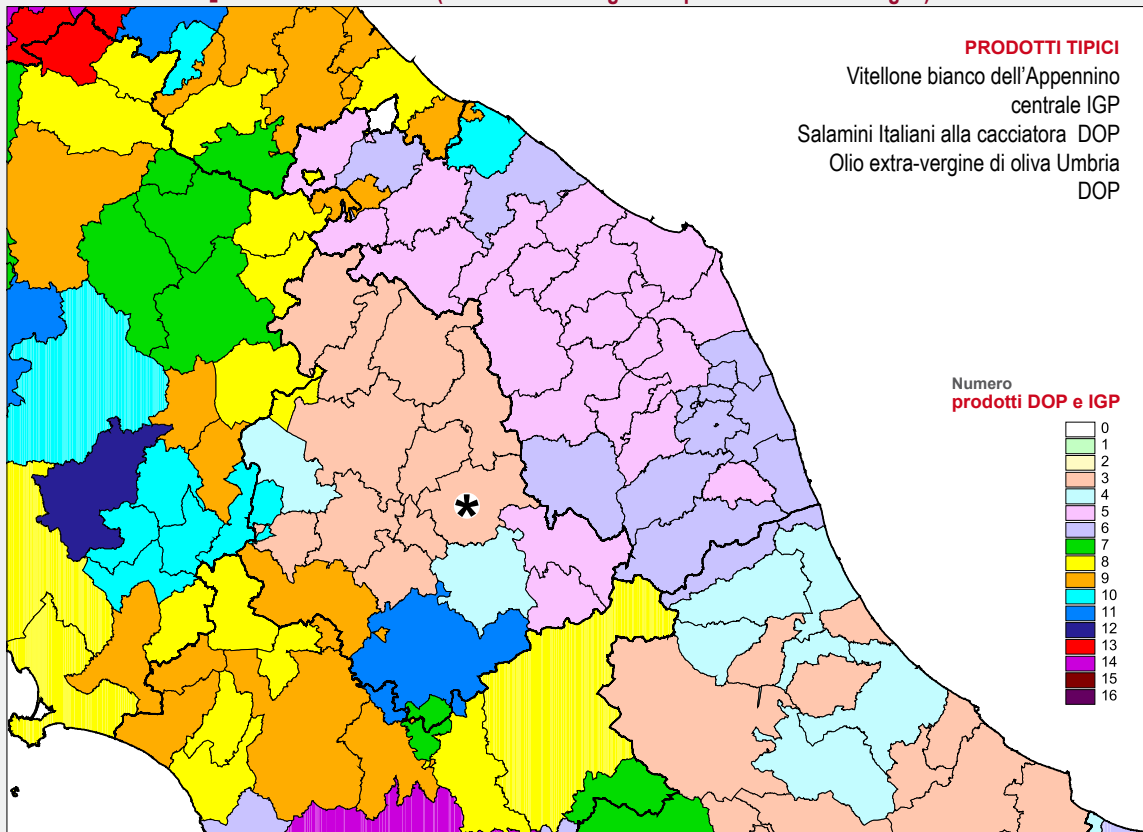 PRODOTTI TIPICI
Vitellone bianco dell'Appennino
centrale IGP
Salamini Italiani alla cacciatora DOP
Olio extra-vergine di oliva Umbria
DOP
Numero
prodotti DOP e IGP
0
1
2
3
4
5
6
7
8
9
10
11
12
13
14
15
16